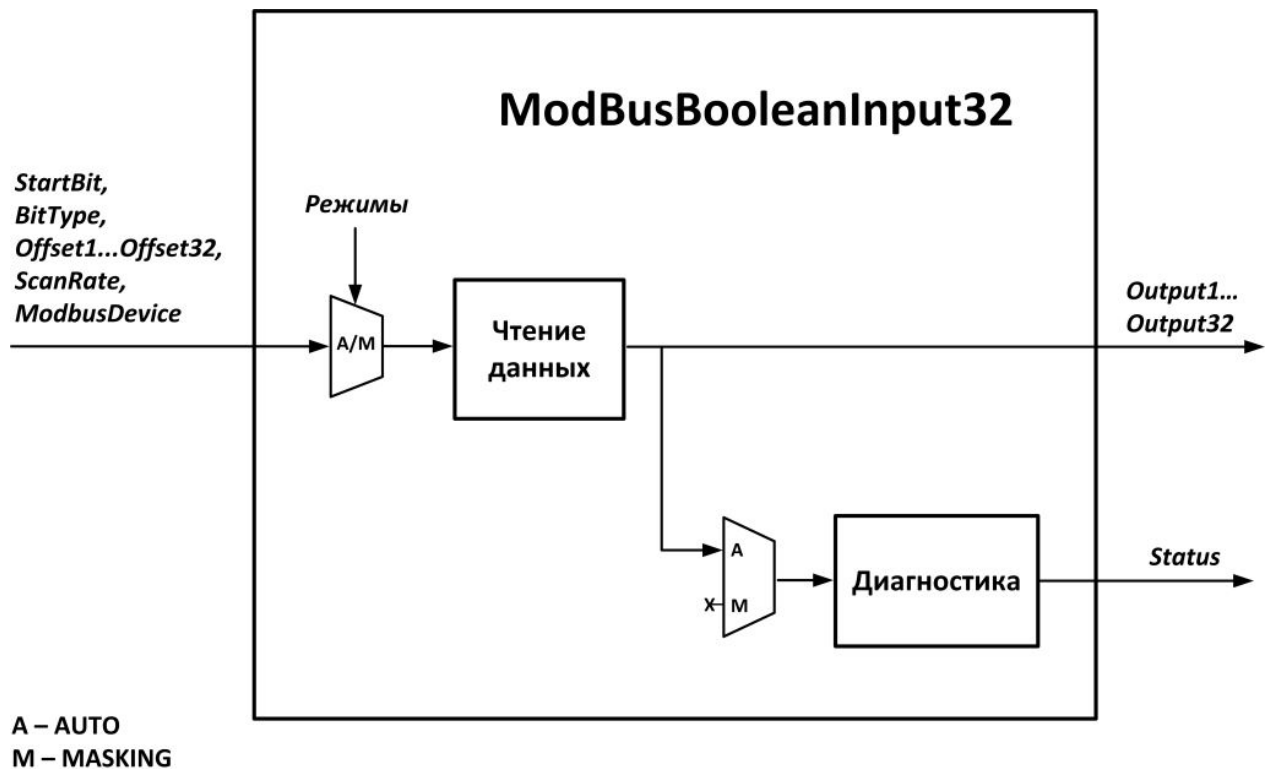 ModBusBooleanInput32
StartBit,
BitType,
Offset1...Offset32,
ScanRate,
ModbusDevice
Режимы
A/M
Чтение
данных
Output1...
Output32
A
X
M
Диагностика
Status
A – AUTO
M – MASKING